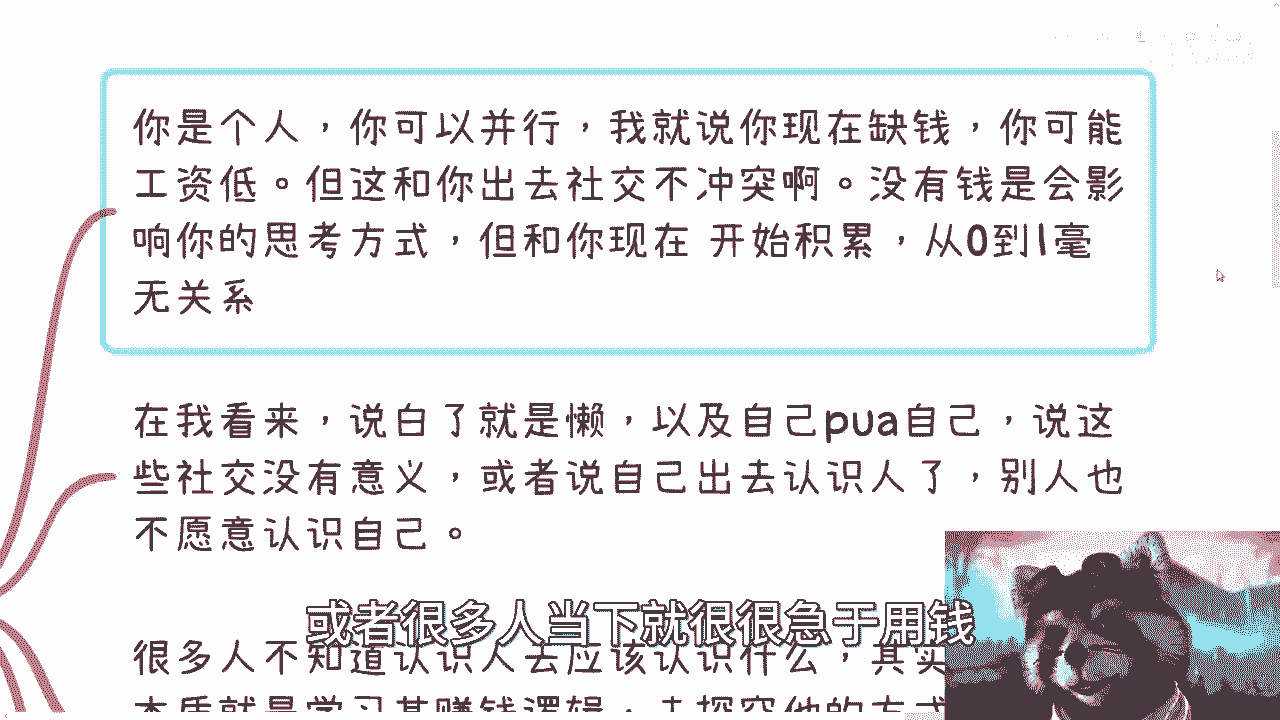 你是个人，你可以并行，我就说你现在缺钱，你可能
工资低。但这和你出去社交不冲突啊。没有钱是会影
响你的思考方式，但和你现在 开始积累，从0到1毫
无关系
在我看来，说白了就是懒，以及自己pua自己，说这
些社交没有意义，或者说自己出去认识人了，别人也
不愿意认识自己。
或者很多人当下就很很急于用钱
很多人不知道认识人去应该认识什么，其实
本质就是学习其赚钱逻辑，去探究他的方式